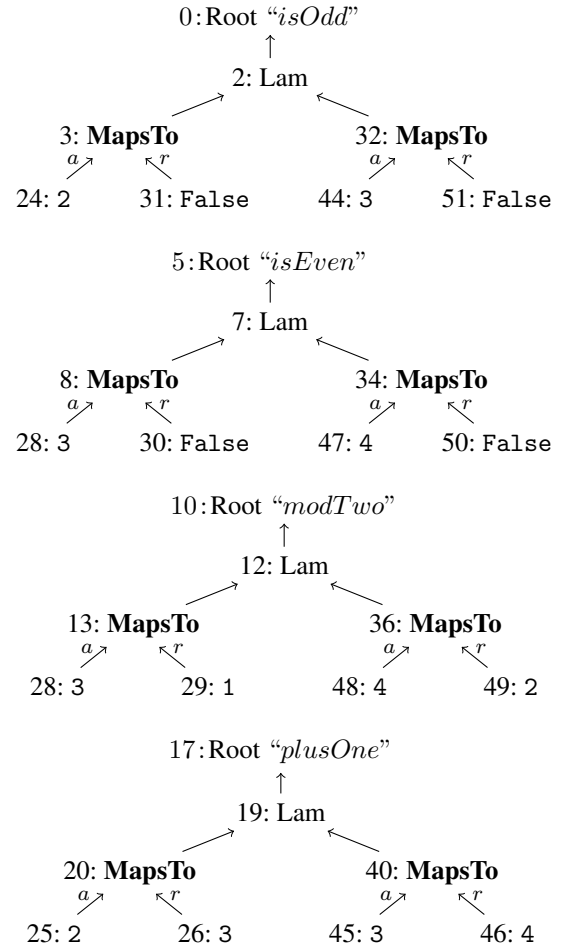 0:Root “isOdd”
2: Lam
3: MapsTo 32: MapsTo
a r a r
24: 2 31: False 44: 3 51: False
5:Root “isEven”
7: Lam
8: MapsTo 34: MapsTo
a r a r
28: 3 30: False 47: 4 50: False
10:Root “modTwo”
12: Lam
13: MapsTo 36: MapsTo
a r a r
28: 3 29: 1 48: 4 49: 2
17:Root “plusOne”
19: Lam
20: MapsTo 40: MapsTo
a r a r
25: 2 26: 3 45: 3 46: 4